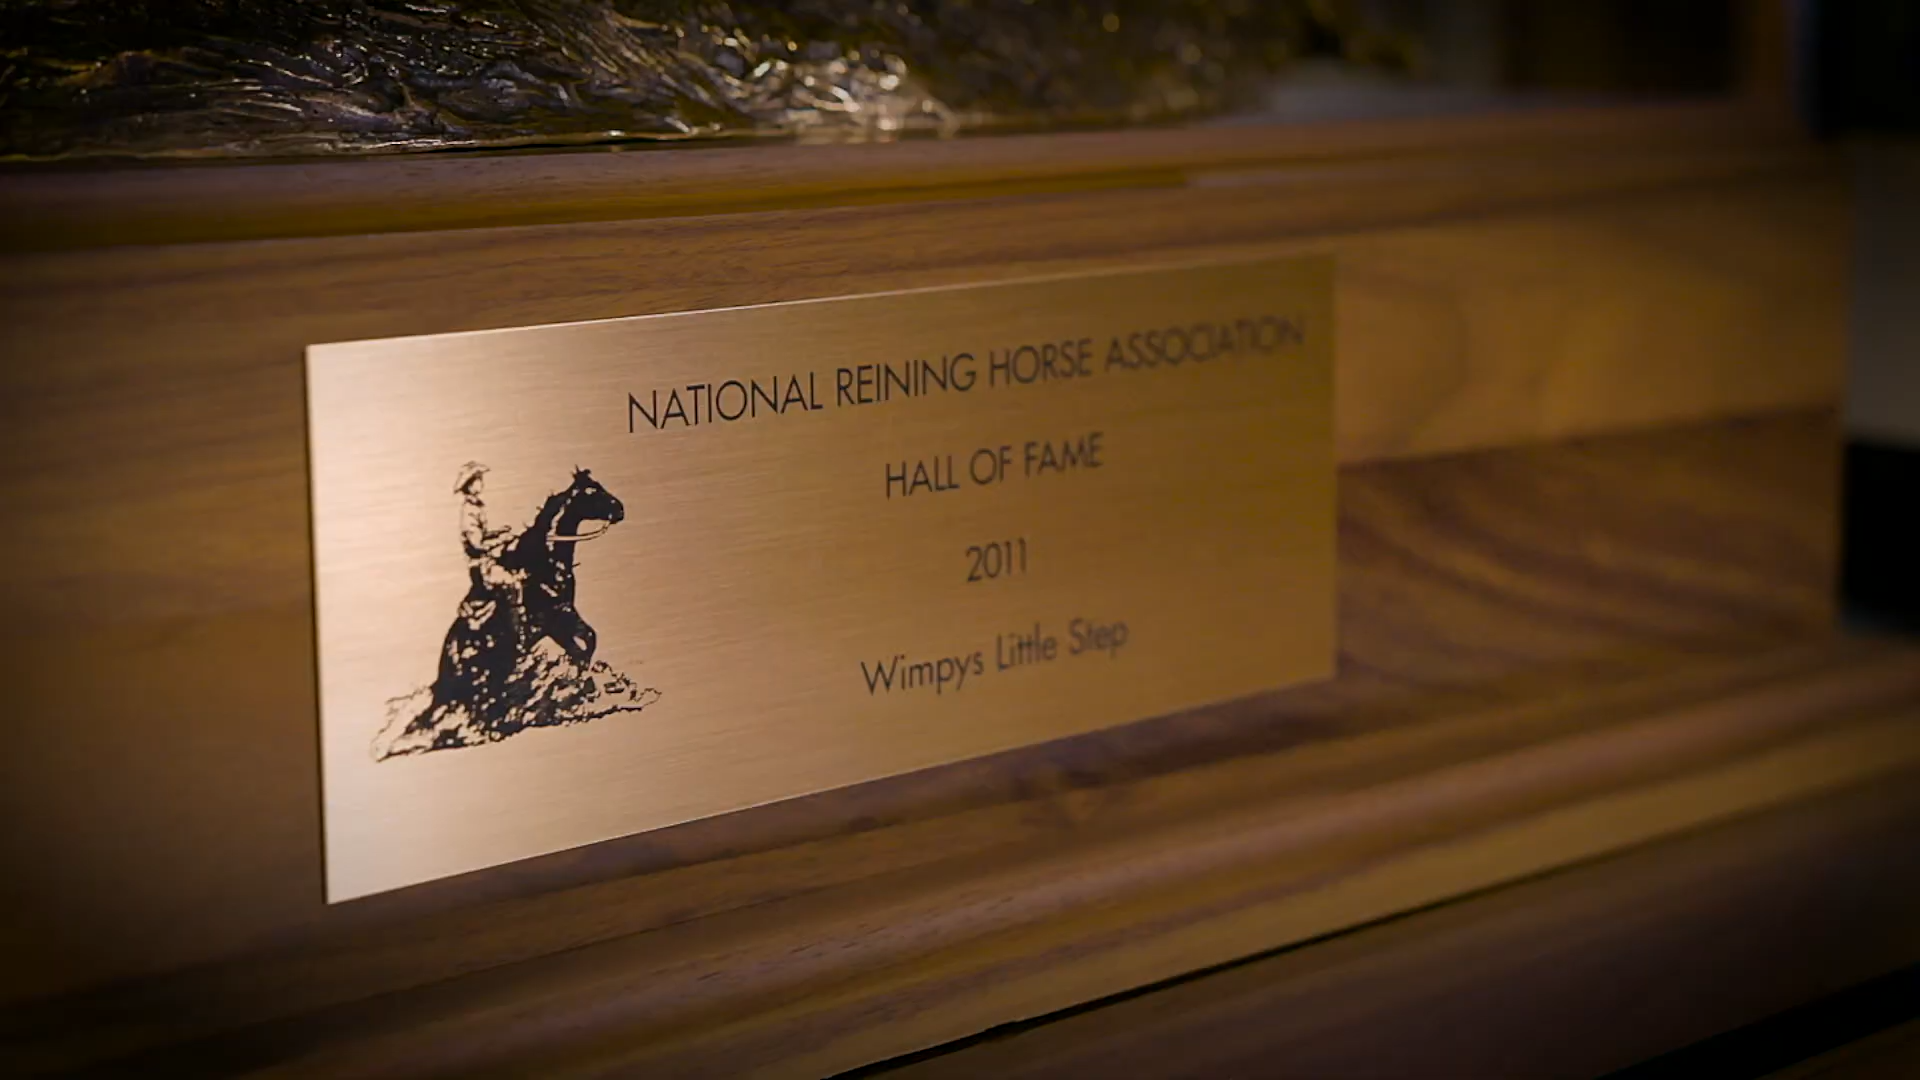 NATIONAL REINING HORSE ASSOCIATION
HALL OF FAME
2011
Wimpys Little Step